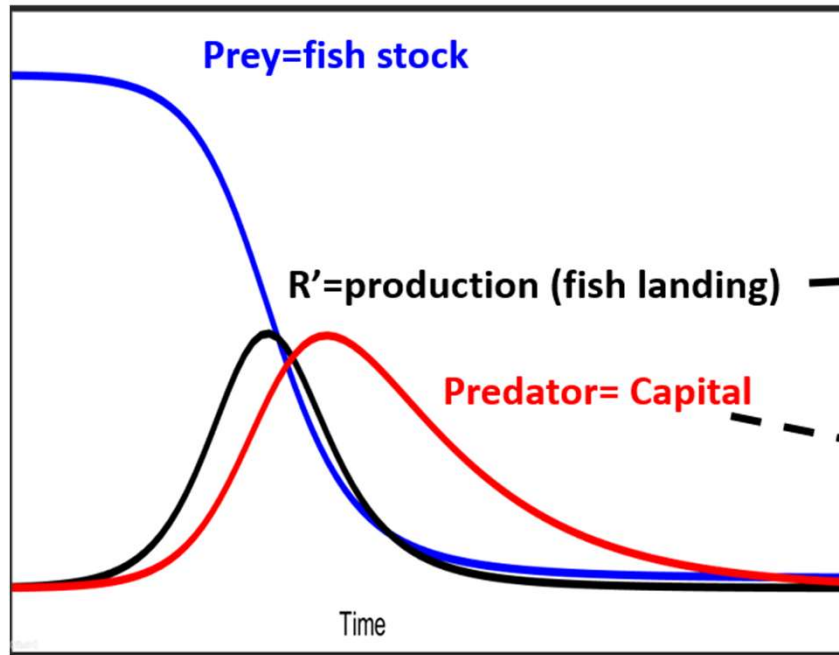 Prey=fish stock
R’=production (fish landing)
Predator= Capital
Time